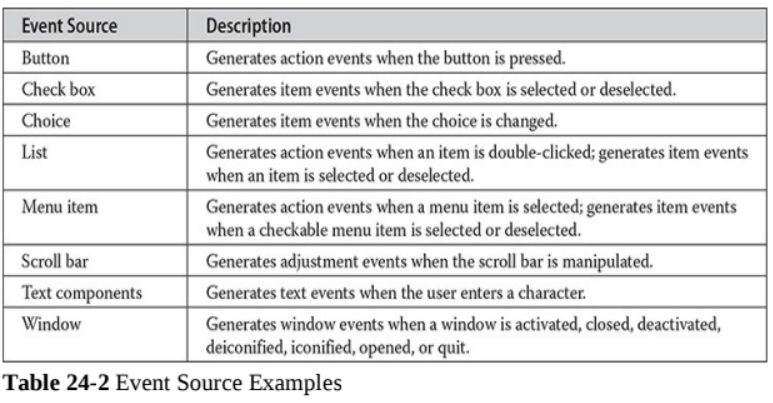 Event Source Description
Button Generates action events when the button is pressed.
Check box Generates item events when the check box is selected or deselected.
Choice Generates item events when the choice is changed.
List Generates action events when an item is double-clicked; generates item events
when an item is selected or deselected.
Menu item Generates action events when a menu item is selected; generates item events
when a checkable menu item is selected or deselected.
Scroll bar Generates adjustment events when the scroll bar is manipulated.
Text components Generates text events when the user enters a character.
Window Generates window events when a window is activated, closed, deactivated,
deiconified, iconified, opened, or quit.
Table 24-2 Event Source Examples